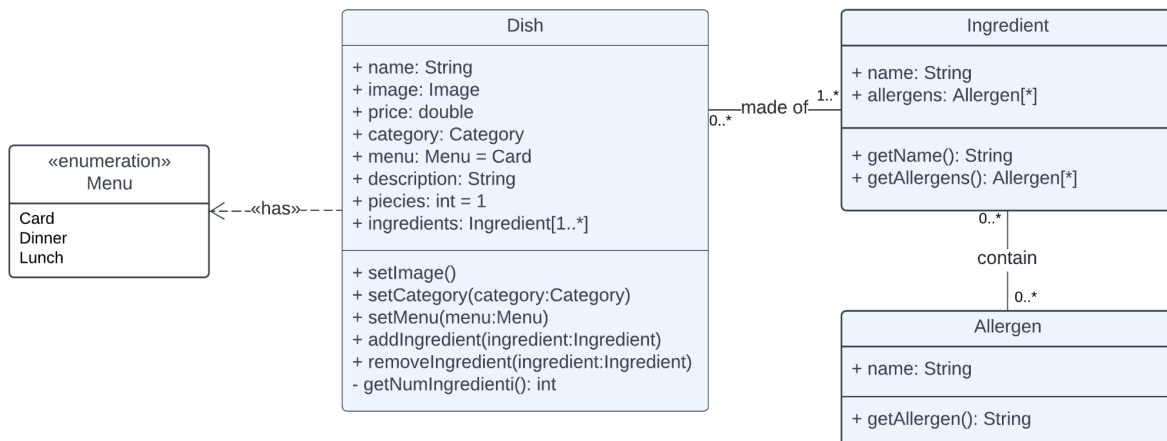 «enumeration»
Menu
Card
Dinner
Lunch
«has»
Dish
+ name: String
+ image: Image
+ price: double
+ category: Category
+ menu: Menu = Card
+ description: String
+ piecies: int = 1
+ ingredients: Ingredient[1..*]
+ setImage()
+ setCategory(category:Category)
+ setMenu(menu:Menu)
+ addIngredient(ingredient:Ingredient)
+ removeIngredient(ingredient:Ingredient)
- getNumIngredienti(): int
0..*
made of
1..*
Ingredient
+ name: String
+ allergens: Allergen[*]
+ getName(): String
+ getAllergens(): Allergen[*]
0..*
contain
0..*
Allergen
+ name: String
+ getAllergen(): String